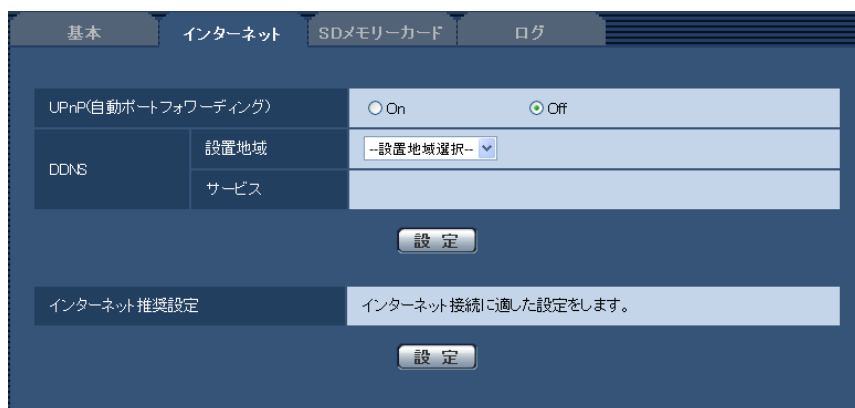 基本 インターネット SDメモリーカード ログ
UPnP(自動ポートフォワーディング) On Off
DDNS 設置地域 --設置地域選択--
サービス
設定
インターネット推奨設定 インターネット接続に適した設定をします。
設定